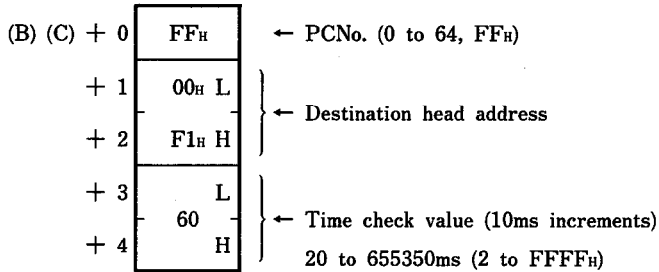 (B) (C) + 0 FFH ← PCNo. (0 to 64, FFH)
+ 1 00H L
← Destination head address
+ 2 F1H H
+ 3 L
60 ← Time check value (10ms increments)
+ 4 H 20 to 655350ms (2 to FFFFH)